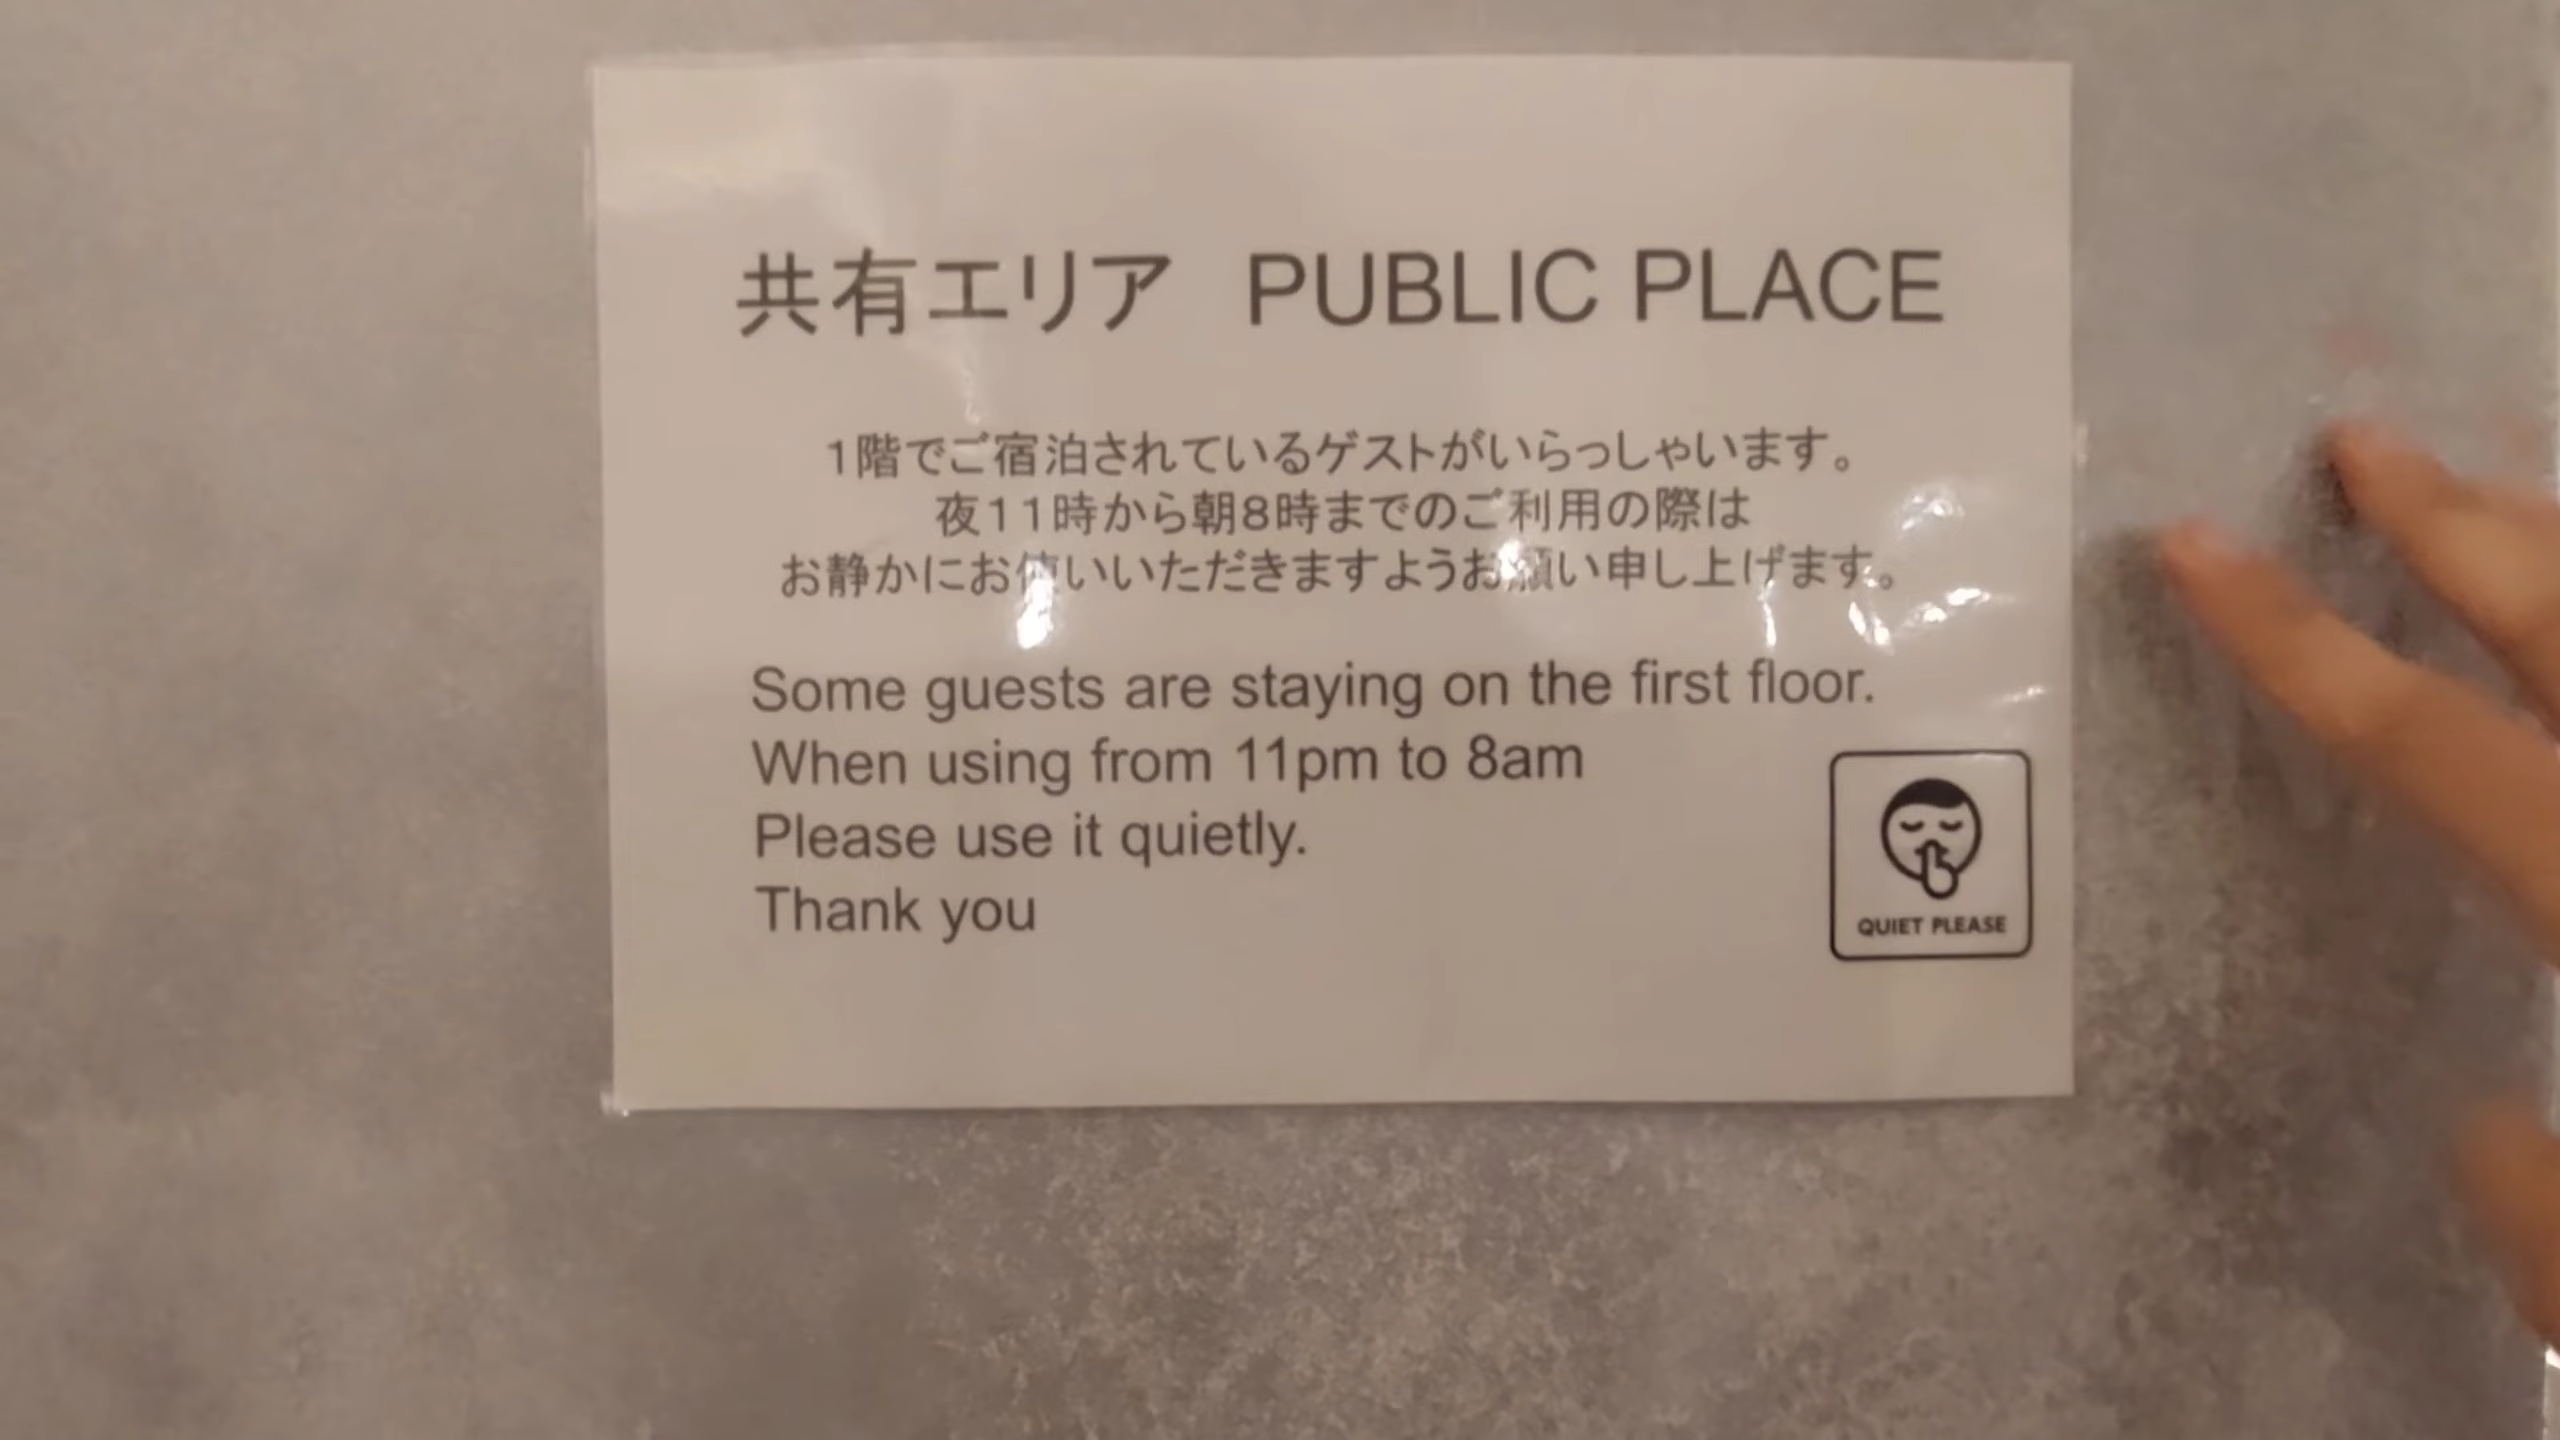 共有エリア PUBLIC PLACE
1階でご宿泊されているゲストがいらっしゃいます。
夜11時から朝8時までのご利用の際は
お静かにお使いいただきますようお願い申し上げます。
Some guests are staying on the first floor.
When using from 11pm to 8am
Please use it quietly.
Thank you
QUIET PLEASE